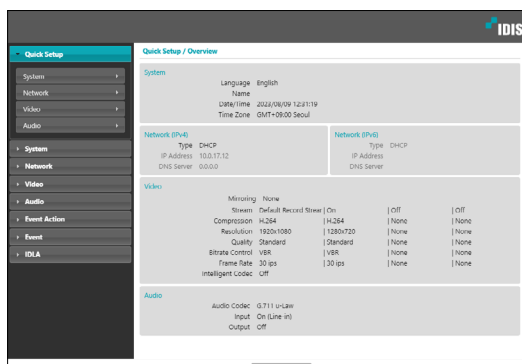 IDIS
Quick Setup
System
Network
Video
Audio
System
Network
Video
Audio
Event Action
Event
IDLA
Quick Setup / Overview
System
Language English
Name
Date/Time 2023/08/09 12:31:19
Time Zone GMT+09:00 Seoul
Network (IPv4)
Type DHCP
IP Address 10.0.17.12
DNS Server 0.0.0.0
Network (IPv6)
Type DHCP
IP Address
DNS Server
Video
Mirroring None
Stream Default Record Strear | On | Off | Off
Compression H.264 | H.264 | None | None
Resolution 1920x1080 | 1280x720 | None | None
Quality Standard | Standard | None | None
Bitrate Control VBR | VBR | None | None
Frame Rate 30 ips | 30 ips | None | None
Intelligent Codec Off
Audio
Audio Codec G.711 u-Law
Input On (Line in)
Output Off